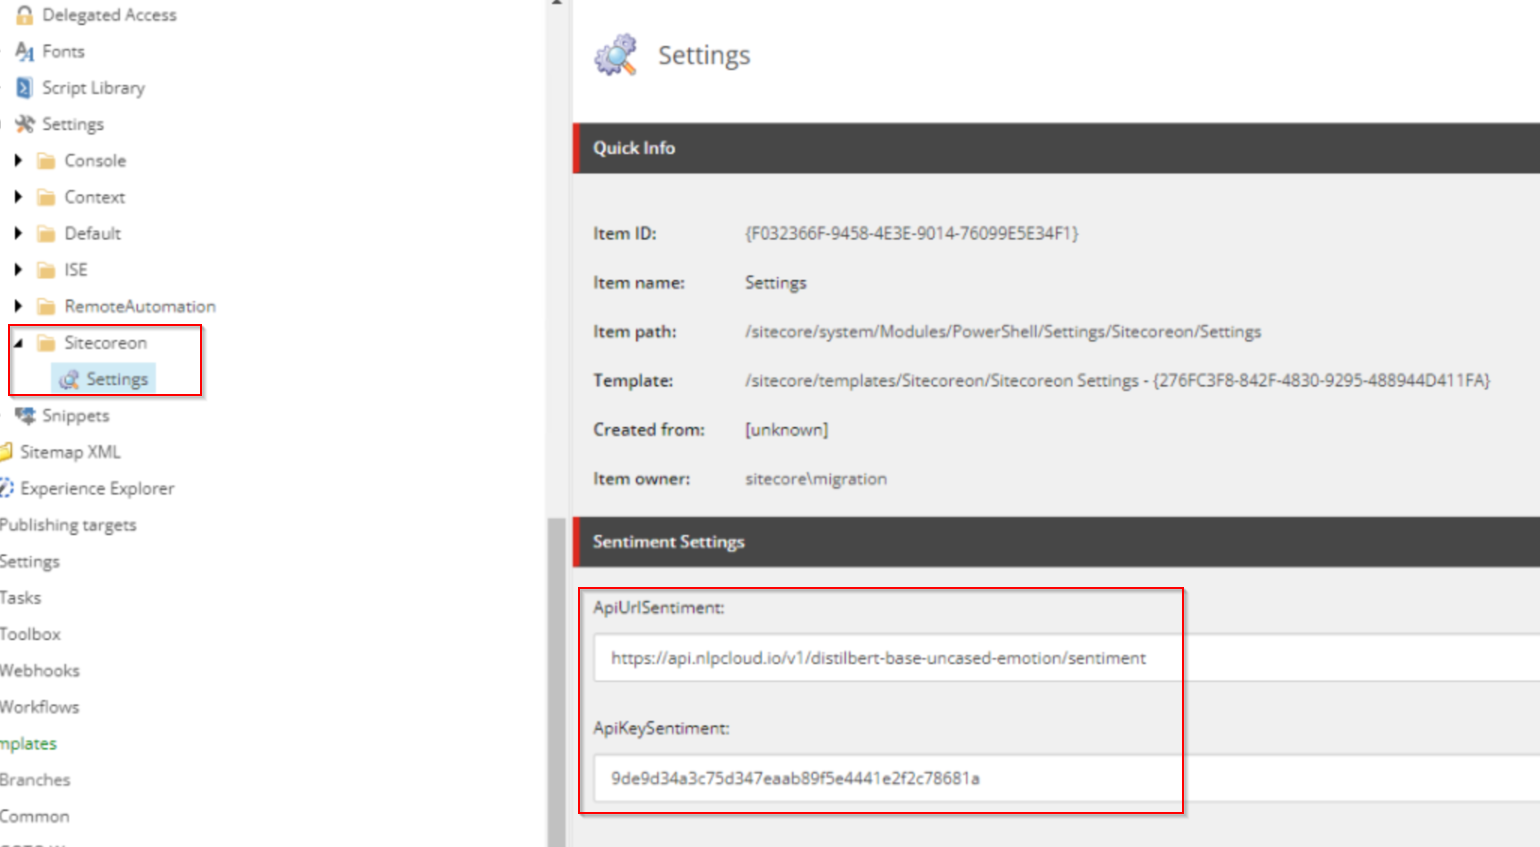 Delegated Access
Fonts
Script Library
Settings
Console
Context
Default
ISE
RemoteAutomation
Sitecoreon
Settings
Snippets
Sitemap XML
Experience Explorer
Publishing targets
Settings
Tasks
Toolbox
Webhooks
Workflows
mplates
Branches
Common
Settings
Quick Info
Item ID: {F032366F-9458-4E3E-9014-76099E5E34F1}
Item name: Settings
Item path: /sitecore/system/Modules/PowerShell/Settings/Sitecoreon/Settings
Template: /sitecore/templates/Sitecoreon/Sitecoreon Settings - {276FC3F8-842F-4830-9295-488944D411FA}
Created from: [unknown]
Item owner: sitecore\migration
Sentiment Settings
ApiUrlSentiment:
https://api.nlpcloud.io/v1/distilbert-base-uncased-emotion/sentiment
ApiKeySentiment:
9de9d34a3c75d347eaab89f5e4441e2f2c78681a